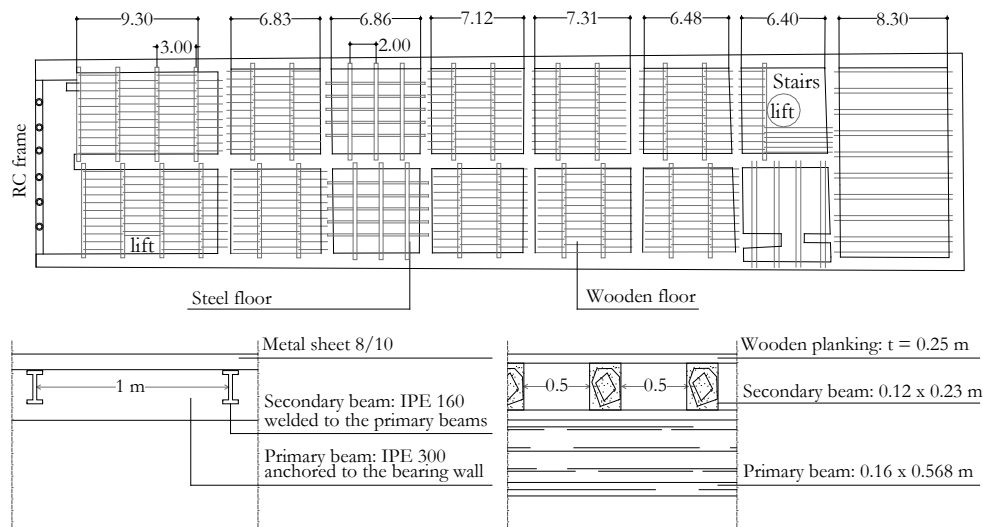 9.30
6.83
6.86
7.12
7.31
6.48
6.40
8.30
3.00
2.00
Stairs
lift
RC frame
lift
Steel floor
Wooden floor
Metal sheet 8/10
1 m
Secondary beam: IPE 160
welded to the primary beams
Primary beam: IPE 300
anchored to the bearing wall
Wooden planking: t = 0.25 m
0.5
0.5
Secondary beam: 0.12 x 0.23 m
Primary beam: 0.16 x 0.568 m